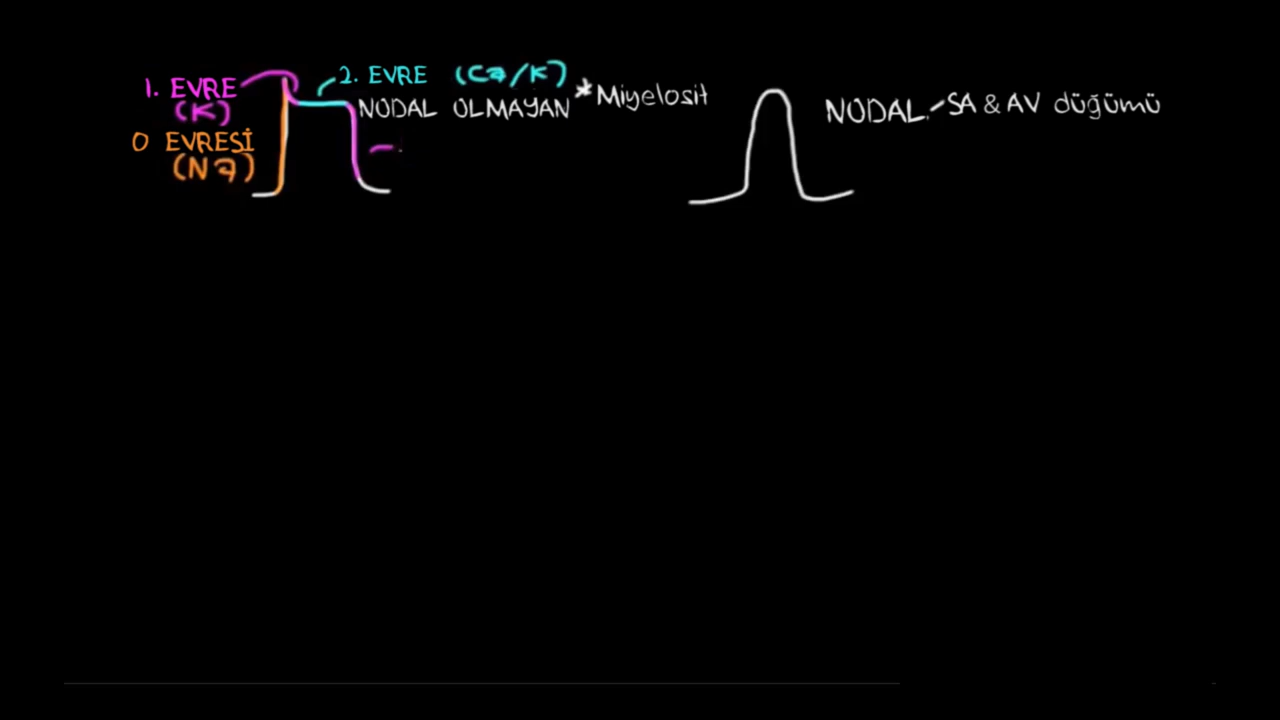 1. EVRE
(K)
0 EVRESİ
(Na)
2. EVRE (Ca/K)
NODAL OLMAYAN *Miyelosit
NODAL - SA & AV düğümü